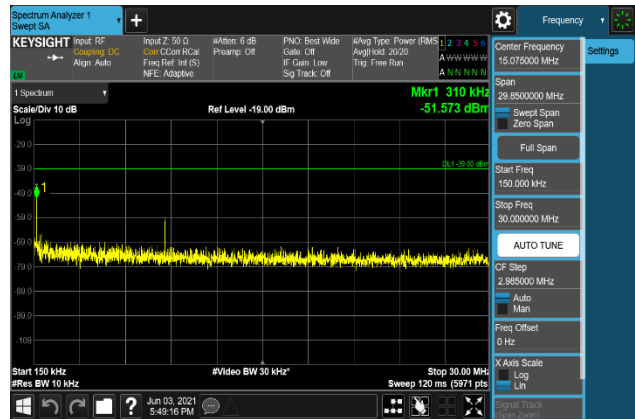 Spectrum Analyzer 1
Swept SA
+
Frequency
KEYSIGHT
Input: RF
Coupling: DC
Align: Auto
Input Z: 50 Ω
Corr CCorr RCal
Freq Ref: Int (S)
NFE: Adaptive
#Atten: 6 dB
Preamp: Off
PNO: Best Wide
Gate: Off
IF Gain: Low
Sig Track: Off
#Avg Type: Power (RMS
Avg|Hold: 20/20
Trig: Free Run
1 2 3 4 5 6
A W W W W W
A N N N N N
LW
1 Spectrum
Scale/Div 10 dB
Log
Ref Level -19.00 dBm
Mkr1 310 kHz
-51.573 dBm
-29.0
-39.0
DL1 -39.00 dBm
1
-49.0
-59.0
-69.0
-79.0
-89.0
-99.0
-109
Start 150 kHz
#Res BW 10 kHz
#Video BW 30 kHz*
Stop 30.00 MHz
Sweep 120 ms (5971 pts
Jun 03, 2021
5:49:16 PM
?
Center Frequency
15.075000 MHz
Settings
Span
29.8500000 MHz
Swept Span
Zero Span
Full Span
Start Freq
150.000 kHz
Stop Freq
30.000000 MHz
AUTO TUNE
CF Step
2.985000 MHz
Auto
Man
Freq Offset
0 Hz
X Axis Scale
Log
Lin
Signal Track
(Span Zoom)